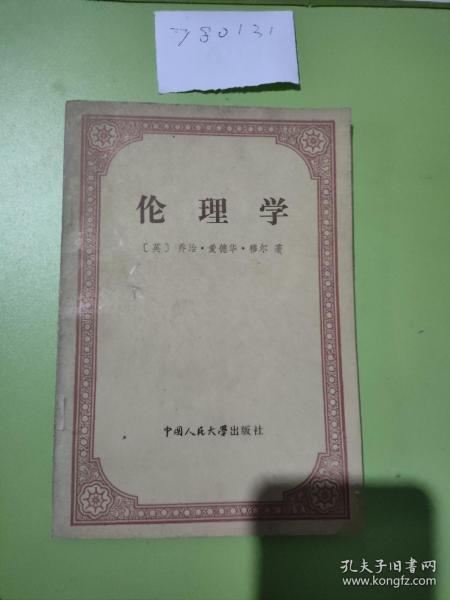 780131
伦理学
〔英〕乔治·爱德华·穆尔 著
中国人民大学出版社
孔夫子旧书网
www.kongfz.com